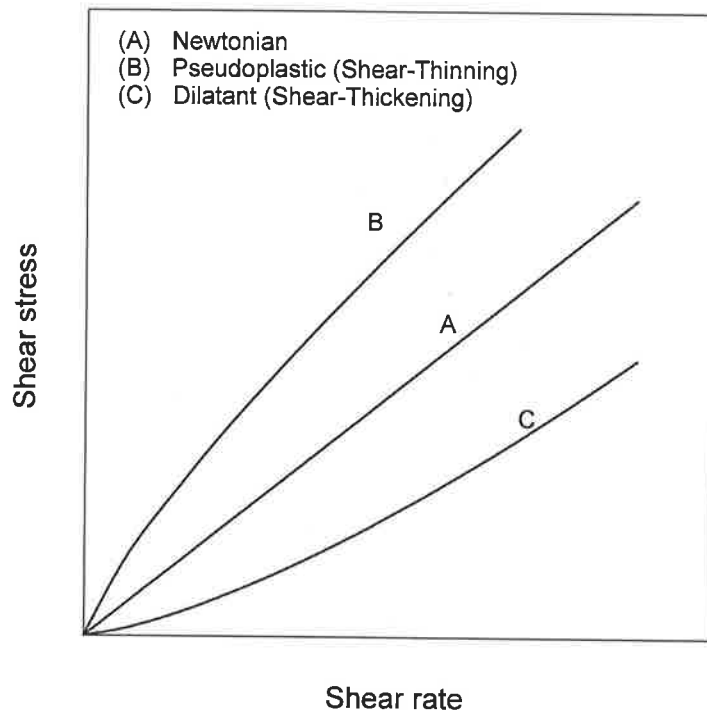 (A) Newtonian
(B) Pseudoplastic (Shear-Thinning)
(C) Dilatant (Shear-Thickening)
B
A
C
Shear stress
Shear rate